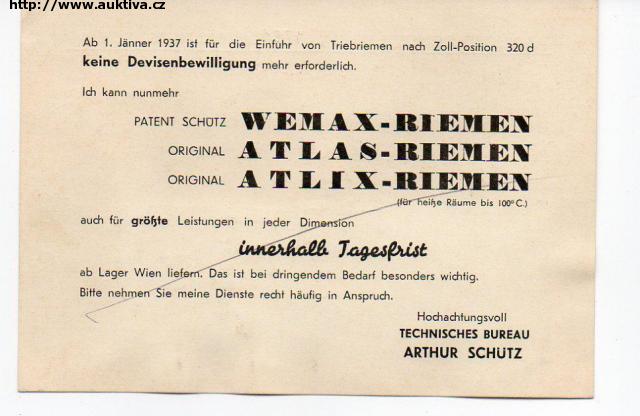 http://www.auktiva.cz
Ab 1. Jänner 1937 ist für die Einfuhr von Triebriemen nach Zoll-Position 320 d
keine Devisenbewilligung mehr erforderlich.
Ich kann nunmehr
PATENT SCHÜTZ WEMAX-RIEMEN
ORIGINAL ATLAS-RIEMEN
ORIGINAL ATLIX-RIEMEN
(für heiße Räume bis 100° C.)
auch für größte Leistungen in jeder Dimension
innerhalb Tagesfrist
ab Lager Wien liefern. Das ist bei dringendem Bedarf besonders wichtig.
Bitte nehmen Sie meine Dienste recht häufig in Anspruch.
Hochachtungsvoll
TECHNISCHES BUREAU
ARTHUR SCHÜTZ